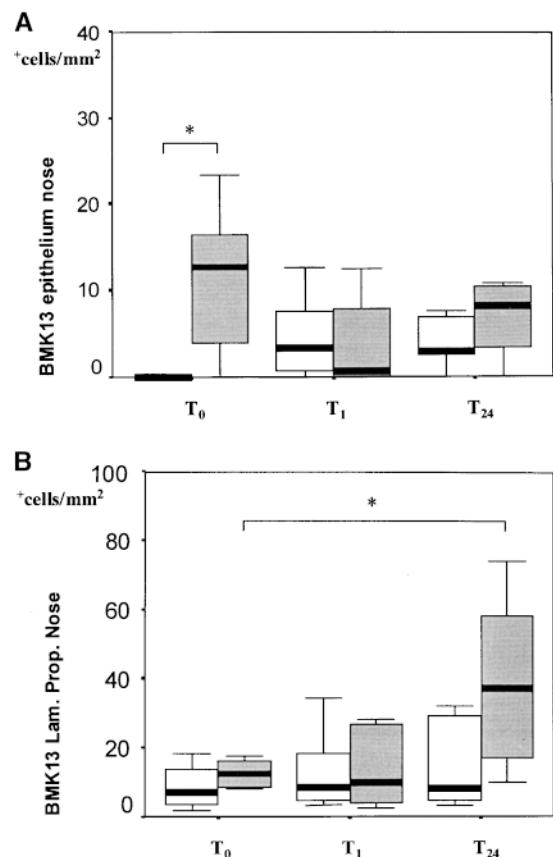 A
40
+cells/mm²
30
*
20
10
0
BMK13 epithelium nose
T₀ T₁ T₂₄
B
100
+cells/mm²
*
80
60
40
20
0
BMK13 Lam. Prop. Nose
T₀ T₁ T₂₄